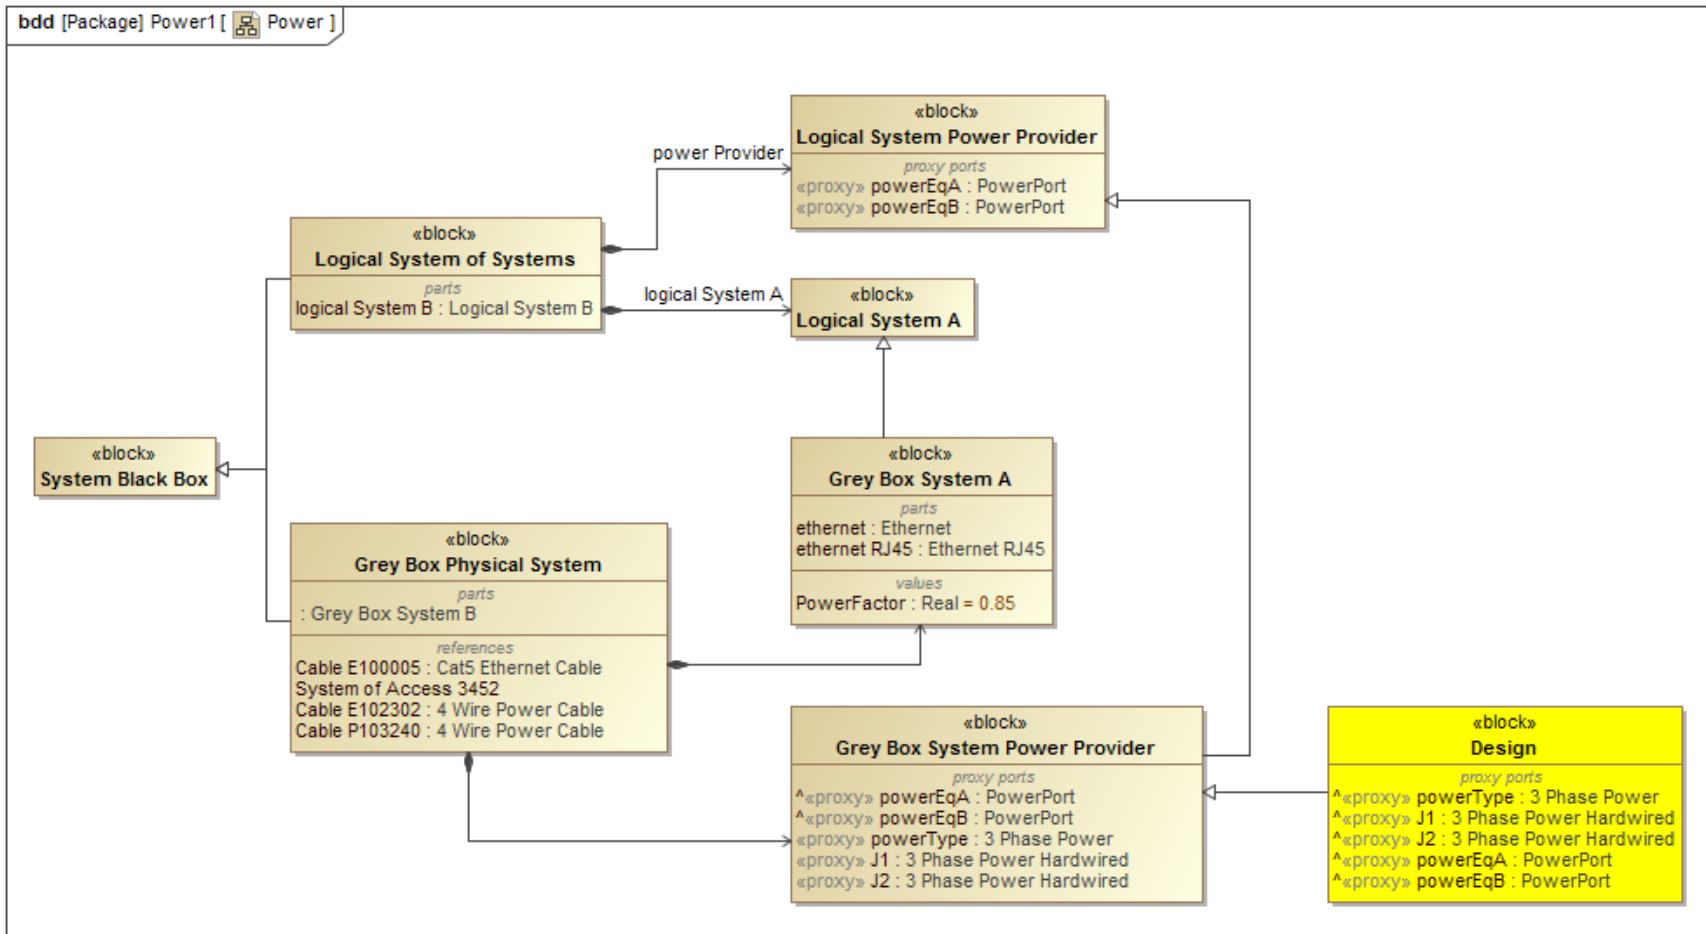 bdd [Package] Power1 [ Power ]
«block»
Logical System Power Provider
proxy ports
«proxy» powerEqA : PowerPort
«proxy» powerEqB : PowerPort
power Provider
«block»
Logical System of Systems
parts
logical System B : Logical System B
logical System A
«block»
Logical System A
«block»
System Black Box
«block»
Grey Box System A
parts
ethernet : Ethernet
ethernet RJ45 : Ethernet RJ45
values
PowerFactor : Real = 0.85
«block»
Grey Box Physical System
parts
: Grey Box System B
references
Cable E100005 : Cat5 Ethernet Cable
System of Access 3452
Cable E102302 : 4 Wire Power Cable
Cable P103240 : 4 Wire Power Cable
«block»
Grey Box System Power Provider
proxy ports
^«proxy» powerEqA : PowerPort
^«proxy» powerEqB : PowerPort
«proxy» powerType : 3 Phase Power
«proxy» J1 : 3 Phase Power Hardwired
«proxy» J2 : 3 Phase Power Hardwired
«block»
Design
proxy ports
^«proxy» powerType : 3 Phase Power
^«proxy» J1 : 3 Phase Power Hardwired
^«proxy» J2 : 3 Phase Power Hardwired
^«proxy» powerEqA : PowerPort
^«proxy» powerEqB : PowerPort